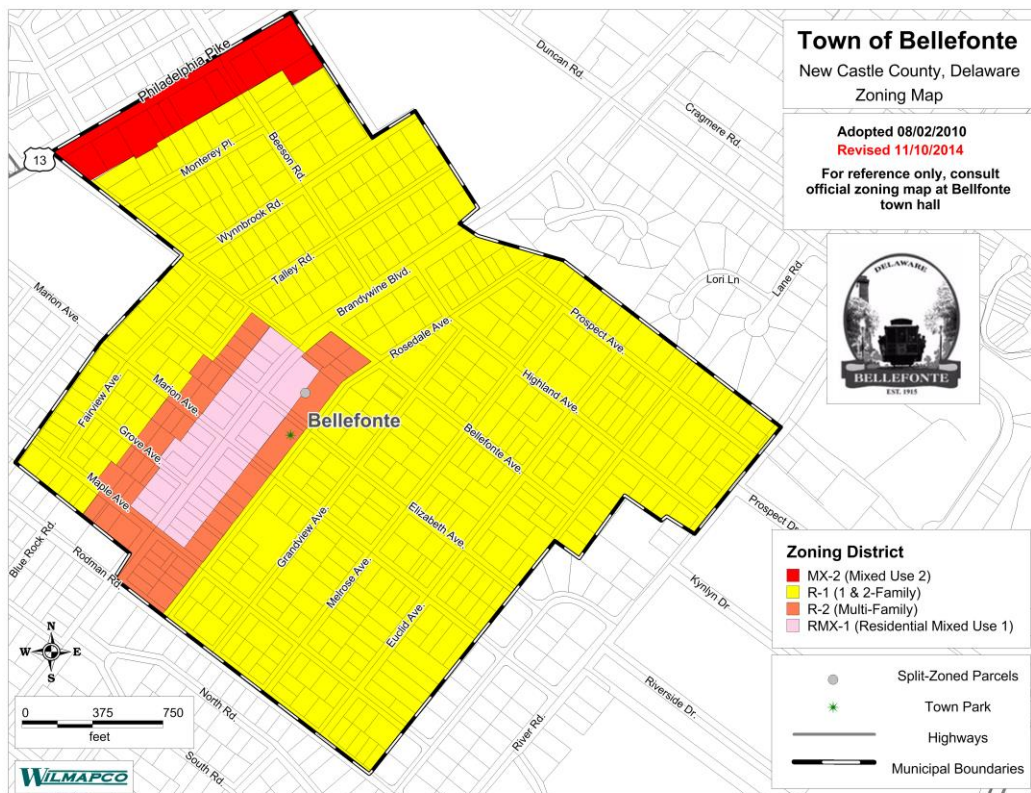 Town of Bellefonte
New Castle County, Delaware
Zoning Map
Adopted 08/02/2010
Revised 11/10/2014
For reference only, consult
official zoning map at Bellfonte
town hall
DELAWARE
BELLEFONTE
EST. 1915
Philadelphia Pike
13
Duncan Rd.
Cragmere Rd.
Monterey Pl.
Beeson Rd.
Wynnbrook Rd.
Talley Rd.
Brandywine Blvd.
Lori Ln
Lane Rd.
Marion Ave.
Rosedale Ave.
Prospect Ave.
Fairview Ave.
Marion Ave.
Highland Ave.
Bellefonte
Grove Ave.
Bellefonte Ave.
Maple Ave.
Elizabeth Ave.
Grandview Ave.
Prospect Dr.
Blue Rock Rd.
Rodman Rd.
Melrose Ave.
Kynlyn Dr
Euclid Ave.
Riverside Dr.
North Rd.
River Rd.
South Rd.
Zoning District
MX-2 (Mixed Use 2)
R-1 (1 & 2-Family)
R-2 (Multi-Family)
RMX-1 (Residential Mixed Use 1)
Split-Zoned Parcels
Town Park
Highways
Municipal Boundaries
N
W E
S
0 375 750
feet
WILMAPCO